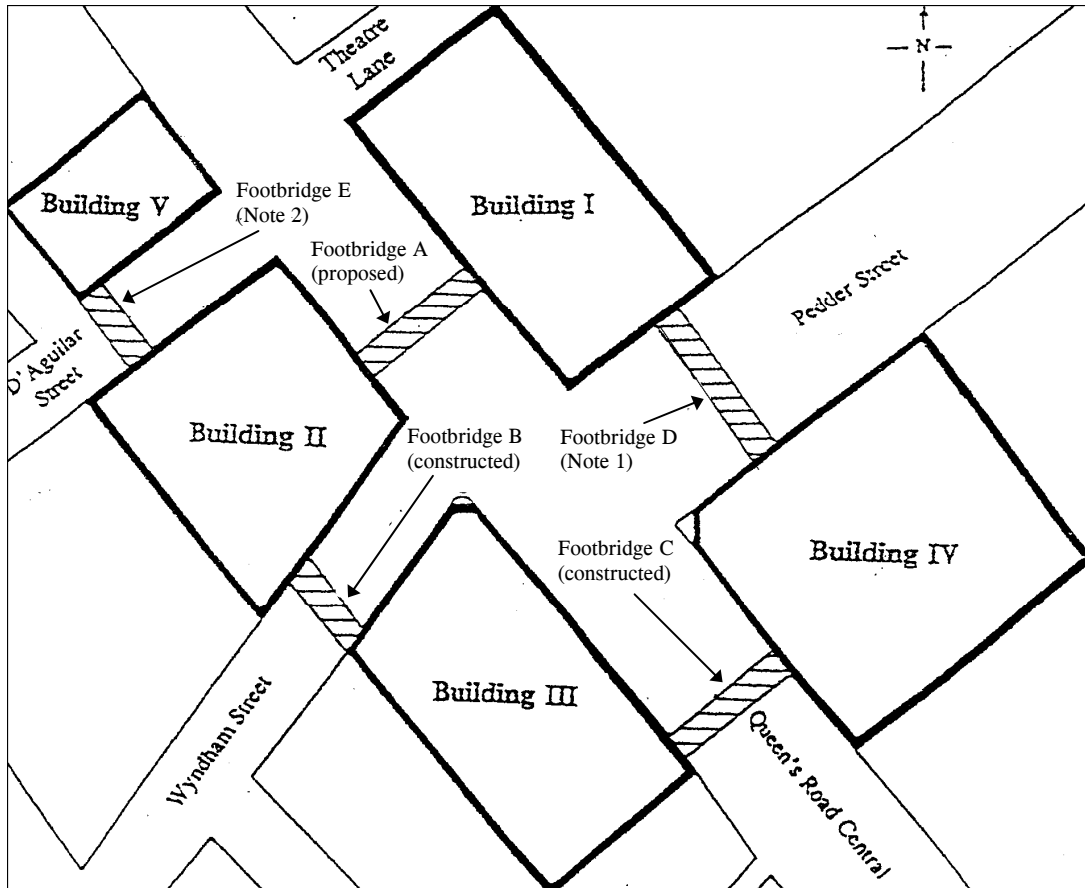 Theatre
Lane
N
Building V
Footbridge E
(Note 2)
Building I
Footbridge A
(proposed)
Pedder Street
D'Aguilar
Street
Building II
Footbridge B
(constructed)
Footbridge D
(Note 1)
Footbridge C
(constructed)
Building IV
Building III
Wyndham Street
Queen's Road Central